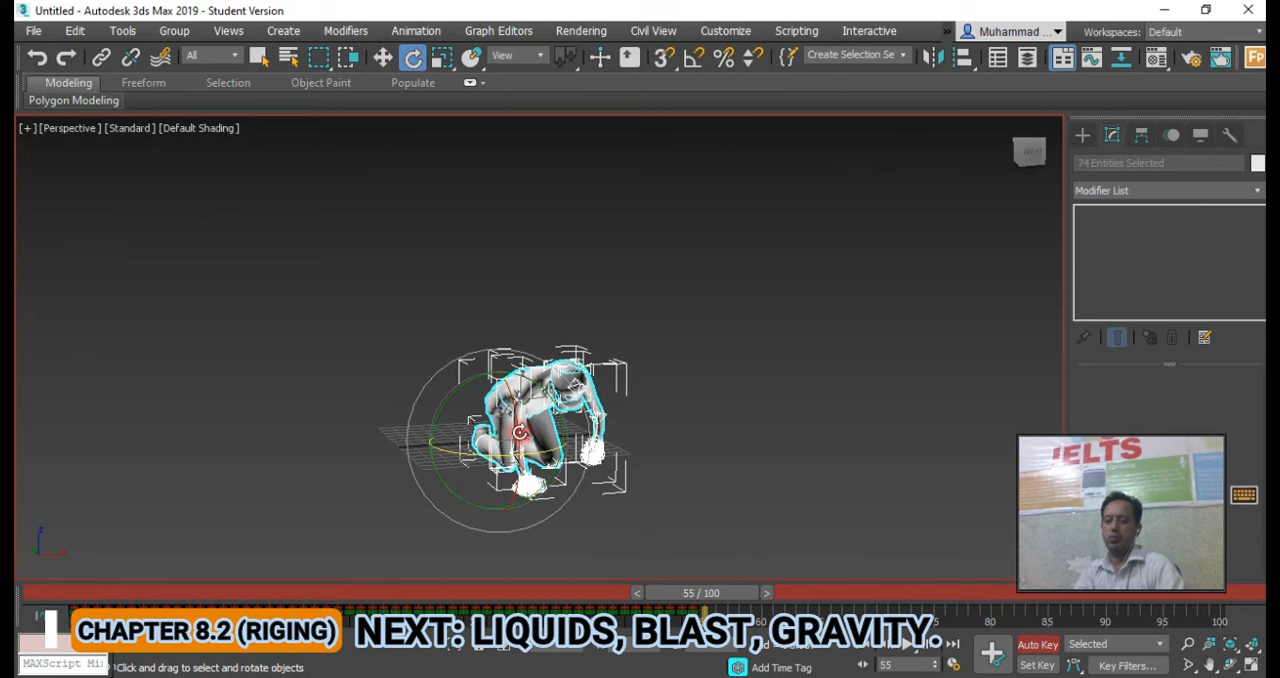 Untitled - Autodesk 3ds Max 2019 - Student Version
File Edit Tools Group Views Create Modifiers Animation Graph Editors Rendering Civil View Customize Scripting Interactive » Muhammad ... Workspaces: Default
All View Create Selection Se
Modeling Freeform Selection Object Paint Populate
Polygon Modeling
[+] [Perspective] [Standard] [Default Shading]
74 Entities Selected
Modifier List
IELTS
z
< 55 / 100 >
60 80 90 100
CHAPTER 8.2 (RIGING) NEXT: LIQUIDS, BLAST, GRAVITY.
Auto Key Selected
MAXScript Mi
Click and drag to select and rotate objects
Add Time Tag
55
Set Key Key Filters...